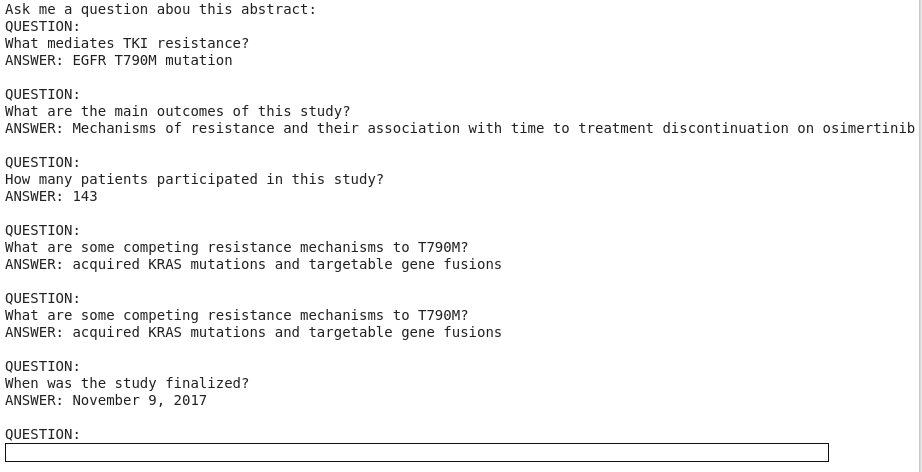 Ask me a question abou this abstract:
QUESTION:
What mediates TKI resistance?
ANSWER: EGFR T790M mutation
QUESTION:
What are the main outcomes of this study?
ANSWER: Mechanisms of resistance and their association with time to treatment discontinuation on osimertinib
QUESTION:
How many patients participated in this study?
ANSWER: 143
QUESTION:
What are some competing resistance mechanisms to T790M?
ANSWER: acquired KRAS mutations and targetable gene fusions
QUESTION:
What are some competing resistance mechanisms to T790M?
ANSWER: acquired KRAS mutations and targetable gene fusions
QUESTION:
When was the study finalized?
ANSWER: November 9, 2017
QUESTION: